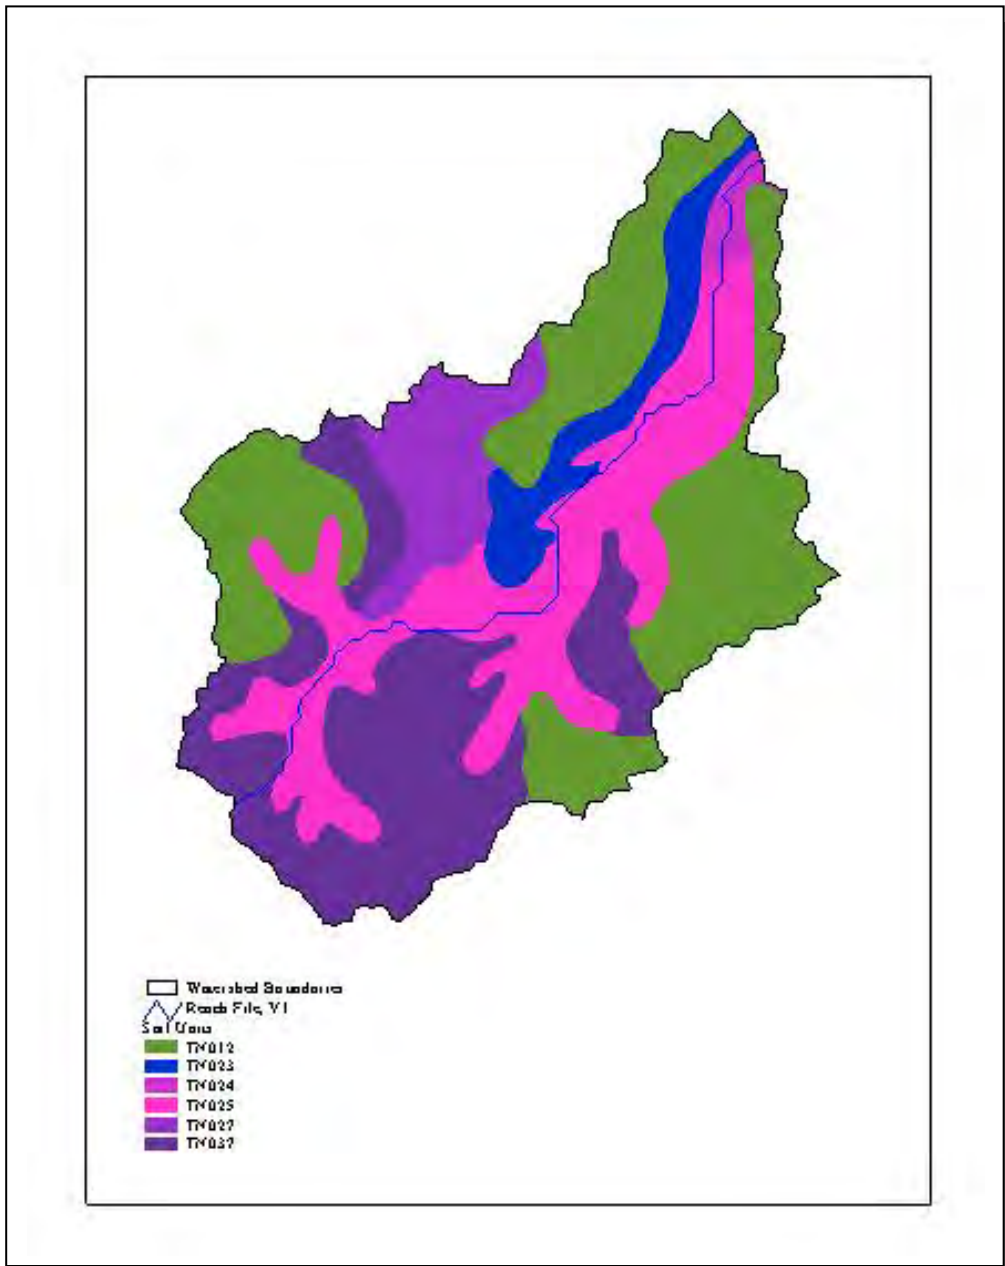 Watershed Boundaries
Reach File, V1
Soil Units
TN012
TN023
TN024
TN025
TN027
TN037